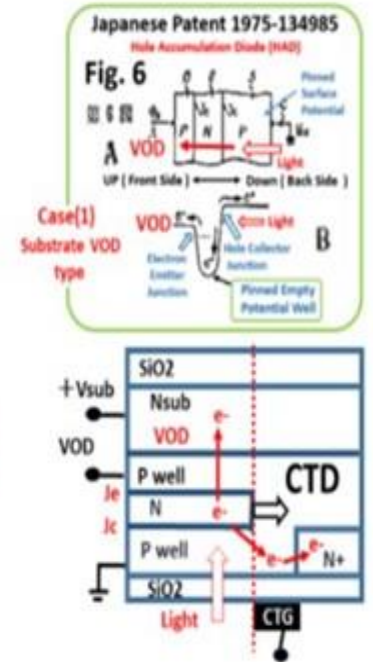 Japanese Patent 1975-134985
Hole Accumulation Diode (HAD)
Fig. 6
Pinned
Surface
Potential
P N P
A VOD
Light
UP ( Front Side ) Down ( Back Side )
Case(1)
Substrate VOD
type
VOD
Light
B
Hole Collector
Junction
Electron
Emitter
Junction
Pinned Empty
Potential Well
SiO2
+Vsub
Nsub
e-
VOD
VOD
P well
CTD
Je
N
e-
Jc
P well
e-
e-
N+
SiO2
Light
CTG